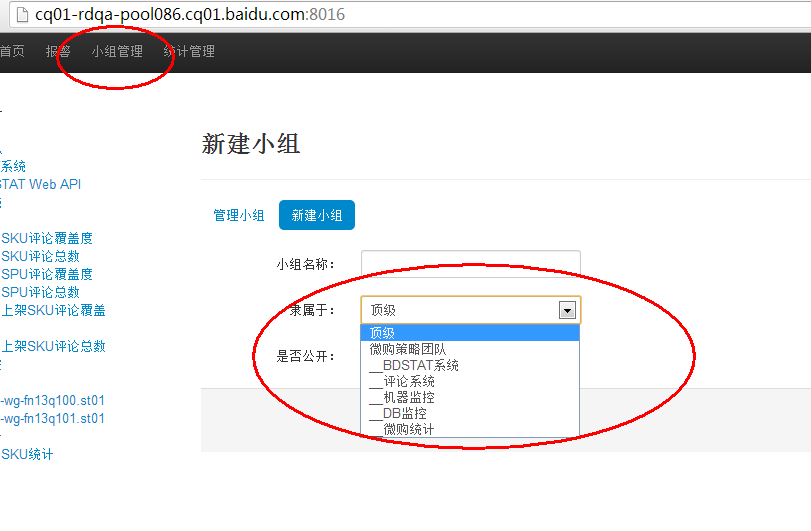 cq01-rdqa-pool086.cq01.baidu.com:8016
首页 报警 小组管理 统计管理
新建小组
系统
STAT Web API
管理小组 新建小组
SKU评论覆盖度
SKU评论总数
小组名称：
SPU评论覆盖度
SPU评论总数
上架SKU评论覆盖
隶属于： 顶级
顶级
上架SKU评论总数
微购策略团队
是否公开：
__BDSTAT系统
__评论系统
-wg-fn13q100.st01
__机器监控
-wg-fn13q101.st01
__DB监控
__微购统计
SKU统计